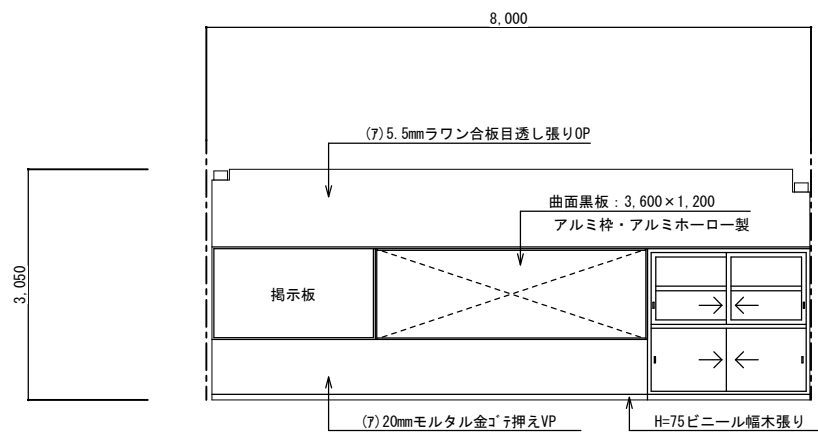 8,000
(ｱ)5.5mmラワン合板目透し張りOP
曲面黒板：3,600×1,200
アルミ枠・アルミホーロー製
3,050
掲示板
(ｱ)20mmモルタル金ｺﾞﾃ押えVP
H=75ビニール幅木張り